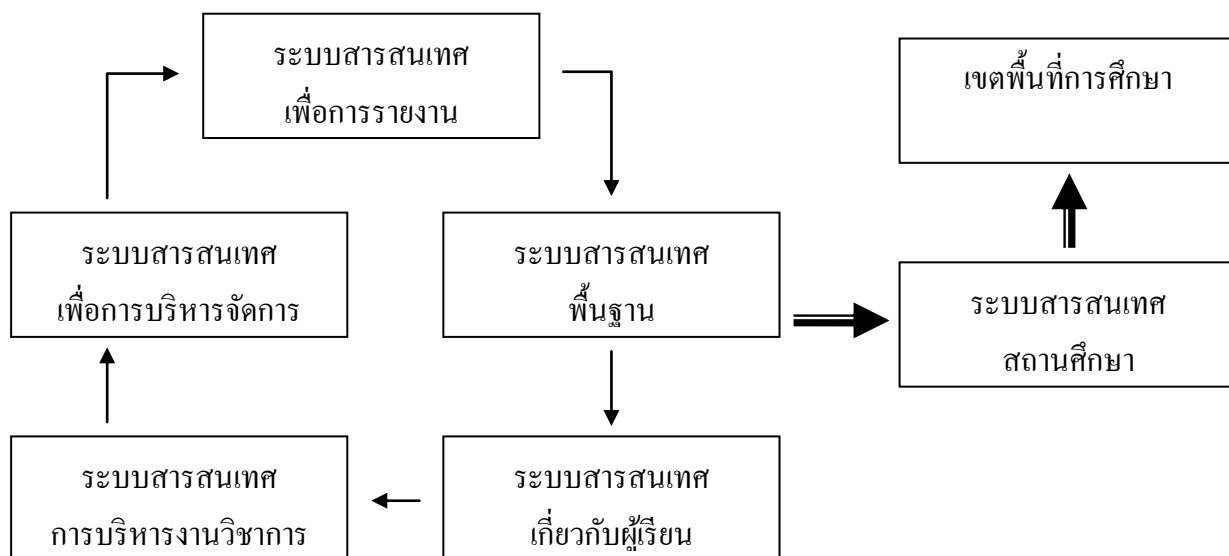 ระบบสารสนเทศ
เพื่อการรายงาน
เขตพื้นที่การศึกษา
ระบบสารสนเทศ
เพื่อการบริหารจัดการ
ระบบสารสนเทศ
พื้นฐาน
ระบบสารสนเทศ
สถานศึกษา
ระบบสารสนเทศ
การบริหารงานวิชาการ
ระบบสารสนเทศ
เกี่ยวกับผู้เรียน